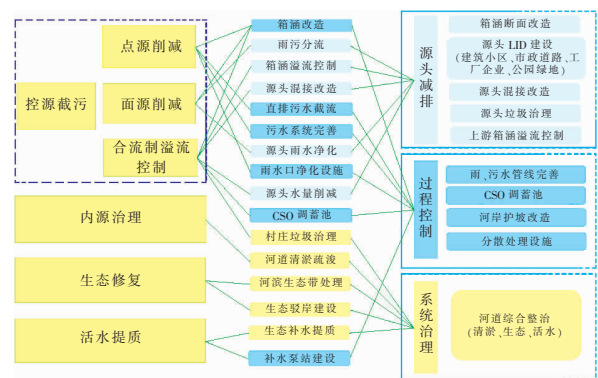 控源截污
点源削减
面源削减
合流制溢流
控制
内源治理
生态修复
活水提质
箱涵改造
雨污分流
箱涵溢流控制
源头混接改造
直排污水截流
污水系统完善
源头雨水净化
雨水口净化设施
源头水量削减
CSO 调蓄池
村庄垃圾治理
河道清淤疏浚
河滨生态带处理
生态驳岸建设
生态补水提质
补水泵站建设
源头减排
箱涵断面改造
源头 LID 建设
(建筑小区、市政道路、工
厂企业、公园绿地)
源头混接改造
源头垃圾治理
上游箱涵溢流控制
过程控制
雨、污水管线完善
CSO 调蓄池
河岸护坡改造
分散处理设施
系统治理
河道综合整治
(清淤、生态、活水)